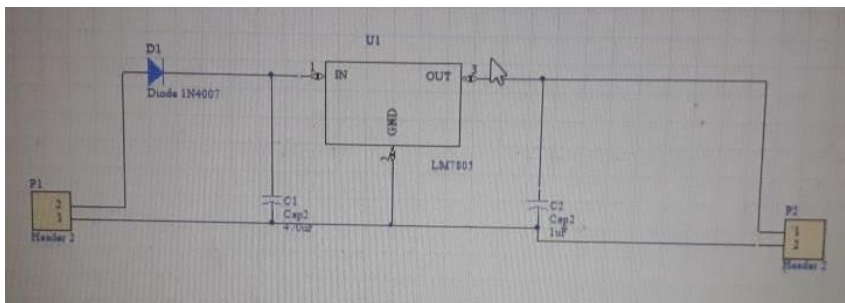 D1
Diode 1N4007
U1
1
IN
OUT
3
GND
LM7805
P1
2
1
Header 2
C1
Cap2
470uF
C2
Cap2
1uF
P2
1
2
Header 2